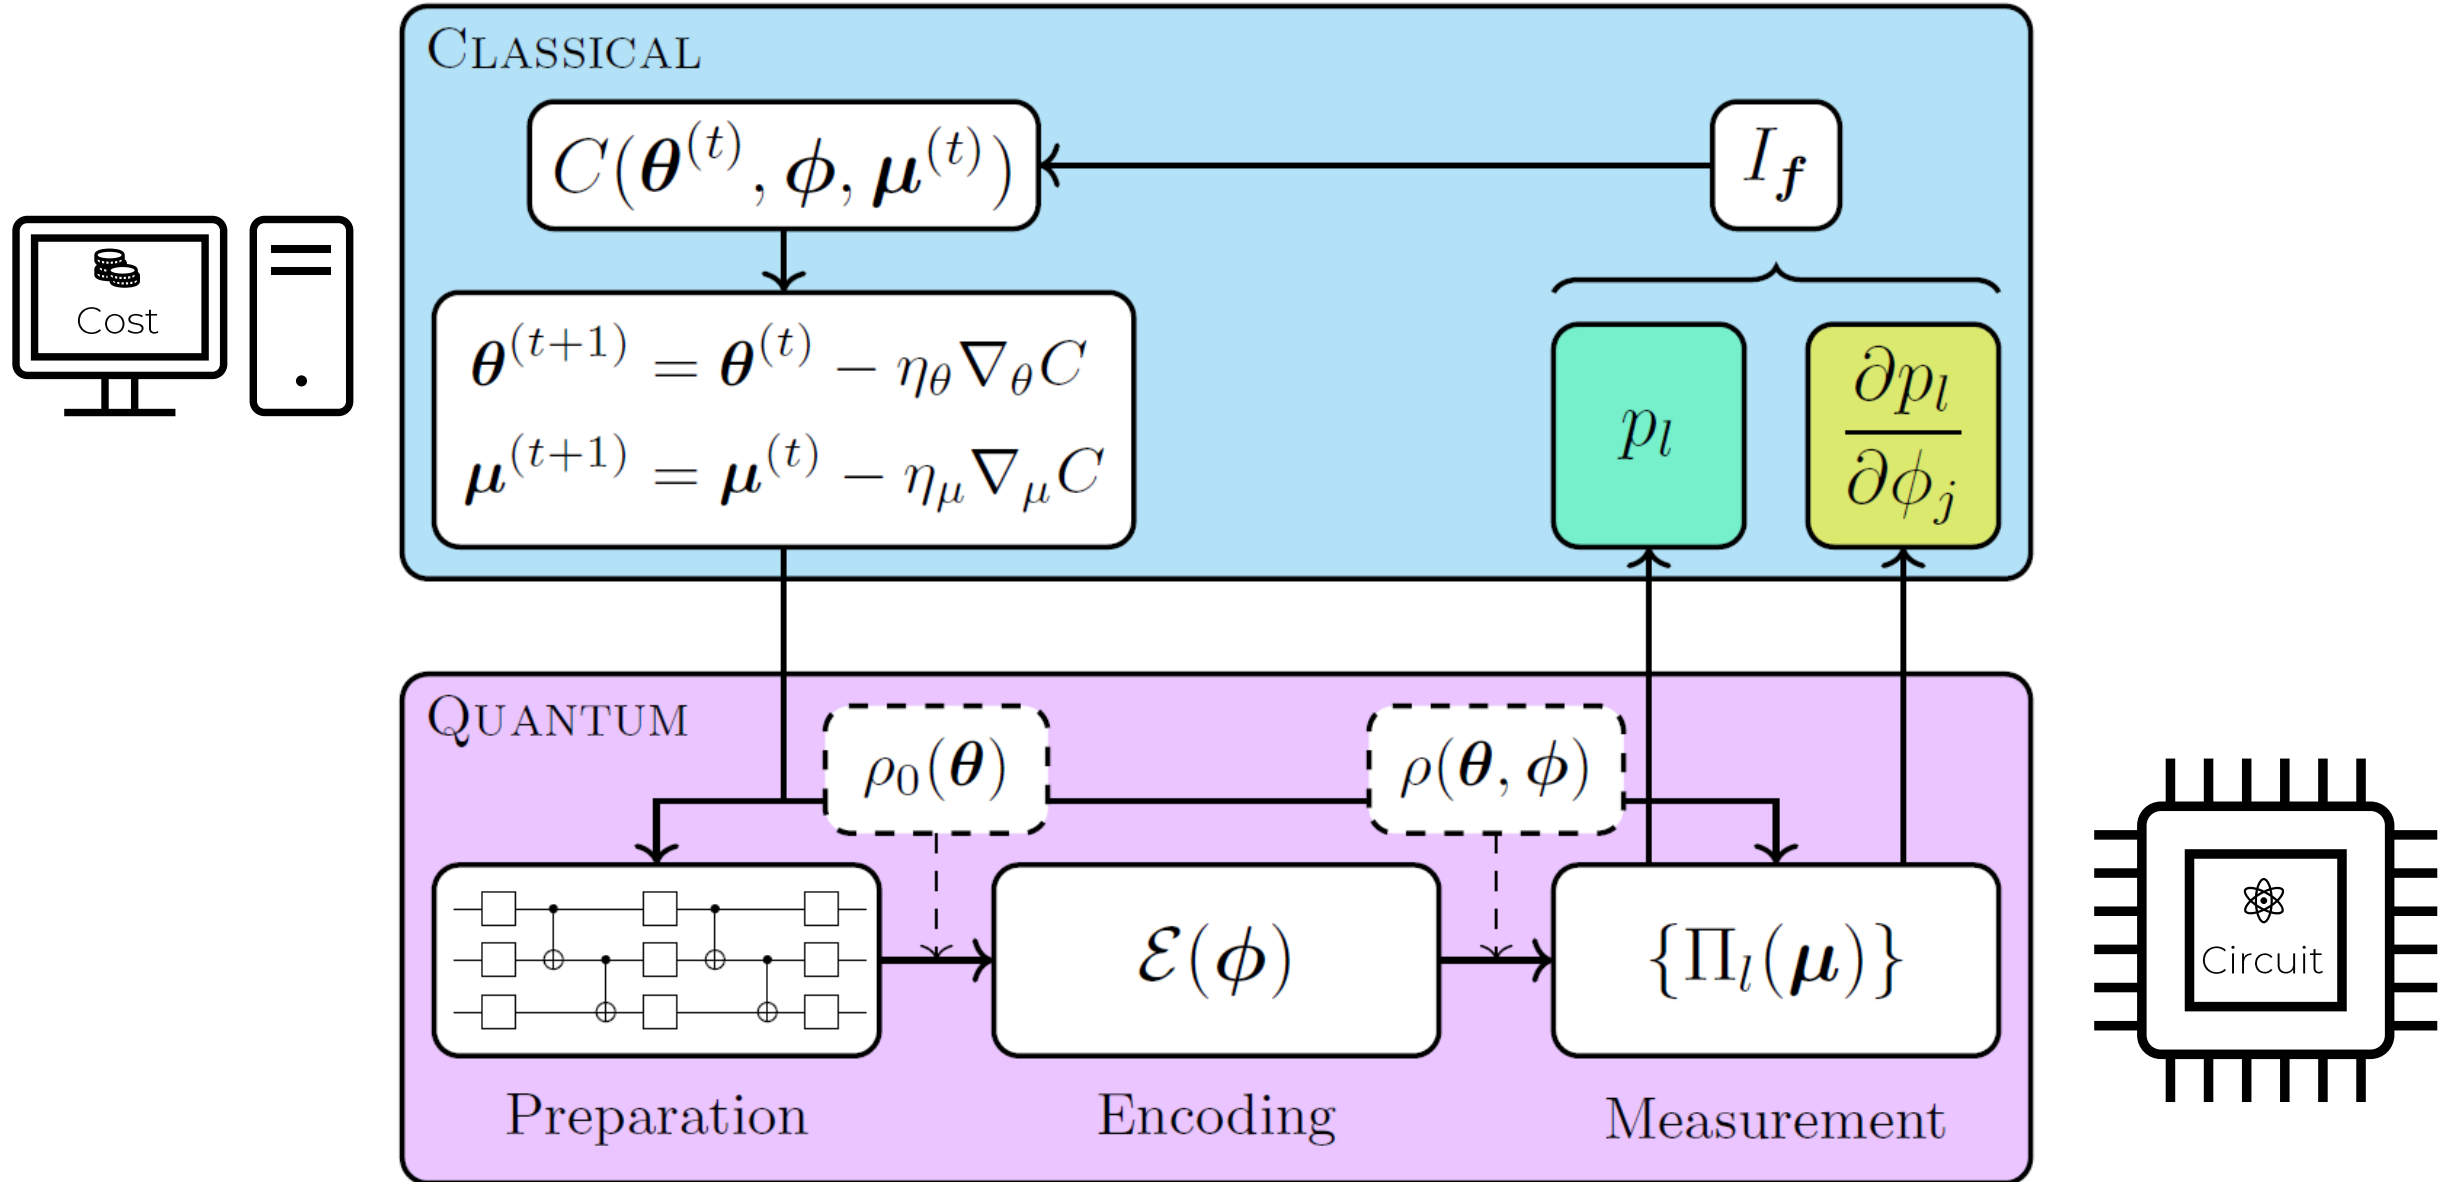 CLASSICAL
C(θ^(t), ϕ, μ^(t))
I_f
Cost
θ^(t+1) = θ^(t) − η_θ∇_θC
μ^(t+1) = μ^(t) − η_μ∇_μC
p_l
∂p_l
∂ϕ_j
QUANTUM
ρ_0(θ)
ρ(θ, ϕ)
ℰ(ϕ)
{Π_l(μ)}
Circuit
Preparation
Encoding
Measurement